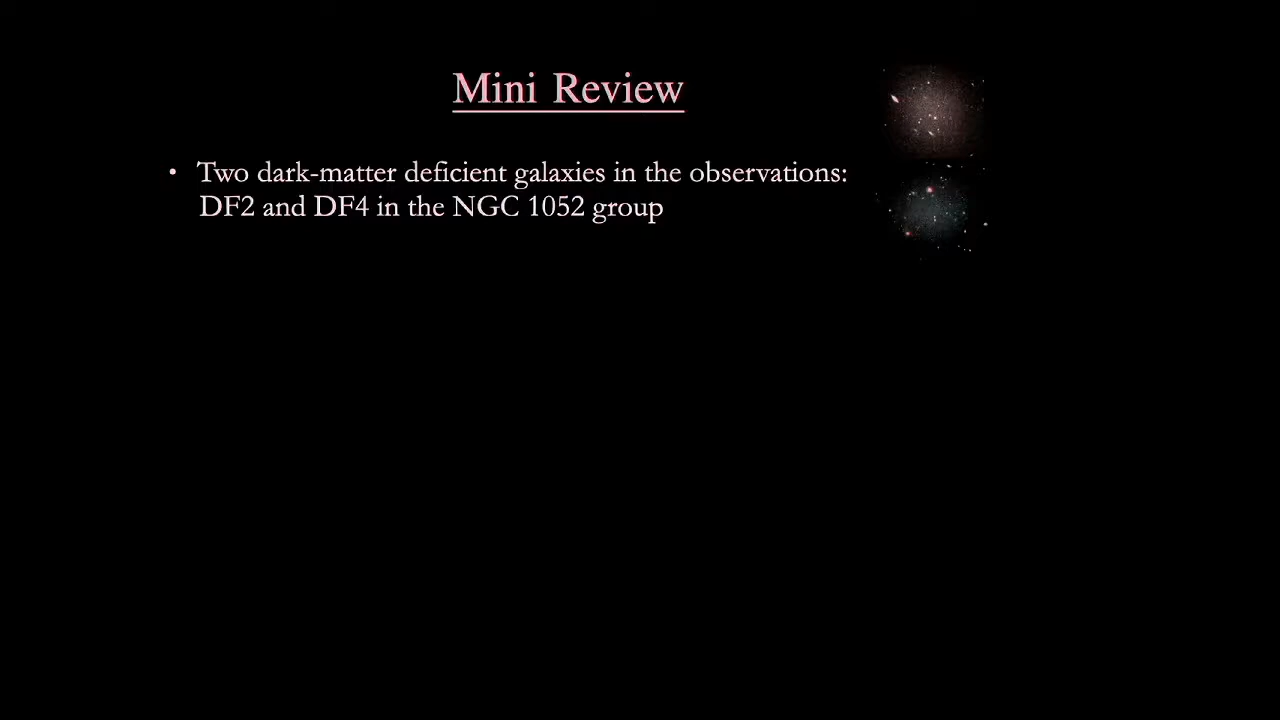 Mini Review
• Two dark-matter deficient galaxies in the observations:
DF2 and DF4 in the NGC 1052 group